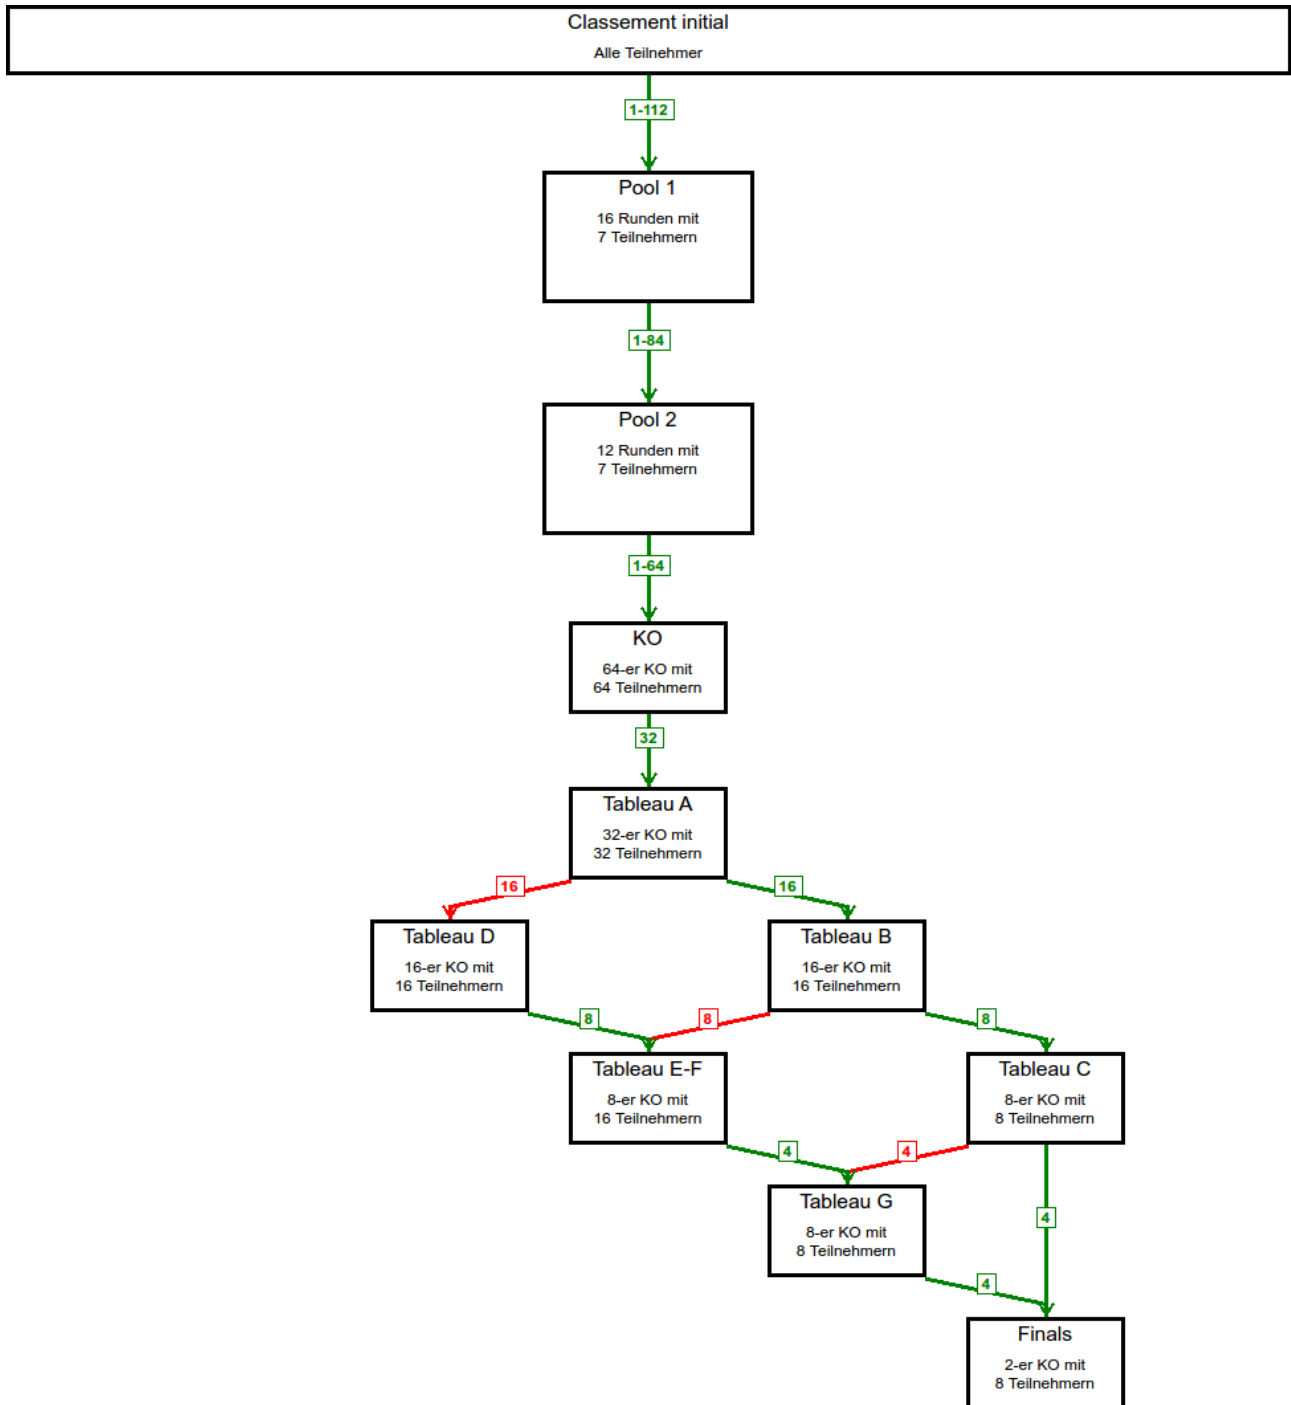 Classement initial
Alle Teilnehmer
1-112
Pool 1
16 Runden mit
7 Teilnehmern
1-84
Pool 2
12 Runden mit
7 Teilnehmern
1-64
KO
64-er KO mit
64 Teilnehmern
32
Tableau A
32-er KO mit
32 Teilnehmern
16
16
Tableau D
16-er KO mit
16 Teilnehmern
Tableau B
16-er KO mit
16 Teilnehmern
8
8
8
Tableau E-F
8-er KO mit
16 Teilnehmern
Tableau C
8-er KO mit
8 Teilnehmern
4
4
Tableau G
8-er KO mit
8 Teilnehmern
4
4
Finals
2-er KO mit
8 Teilnehmern